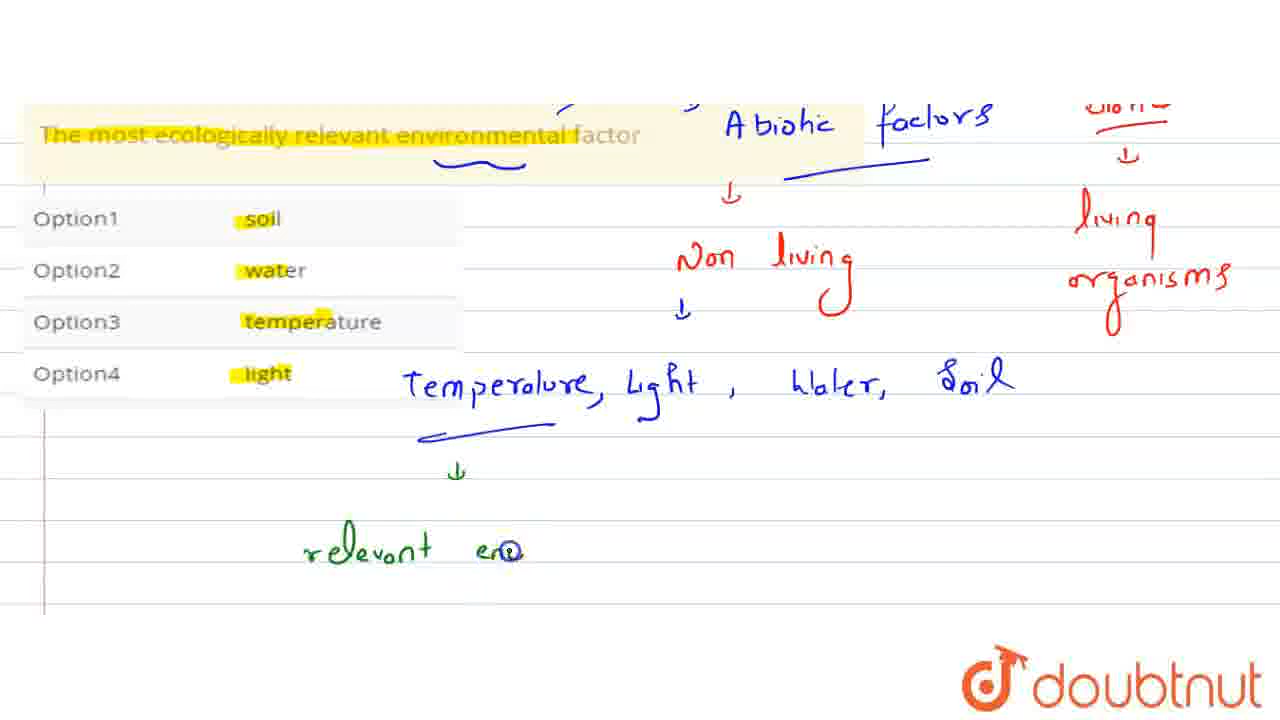 The most ecologically relevant environmental factor
Abiotic factors
Option1 soil
living
Non living
Option2 water
organisms
Option3 temperature
Option4 light
Temperature, Light, Water, Soil
relevant
doubtnut